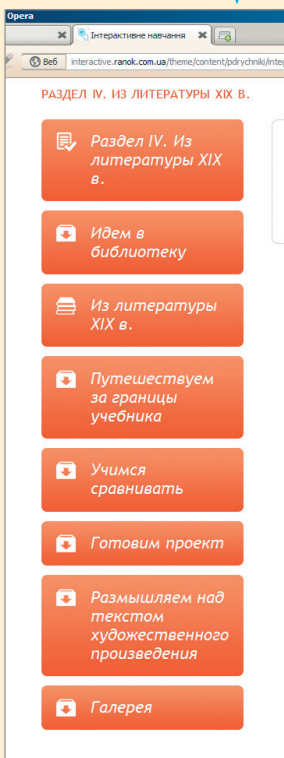 Opera
Інтерактивне навчання
Веб
interactive.ranok.com.ua/theme/content/pdrychniki/inte
РАЗДЕЛ IV. ИЗ ЛИТЕРАТУРЫ XIX В.
Раздел IV. Из
литературы XIX
в.
Идем в
библиотеку
Из литературы
XIX в.
Путешествуем
за границы
учебника
Учимся
сравнивать
Готовим проект
Размышляем над
текстом
художественного
произведения
Галерея